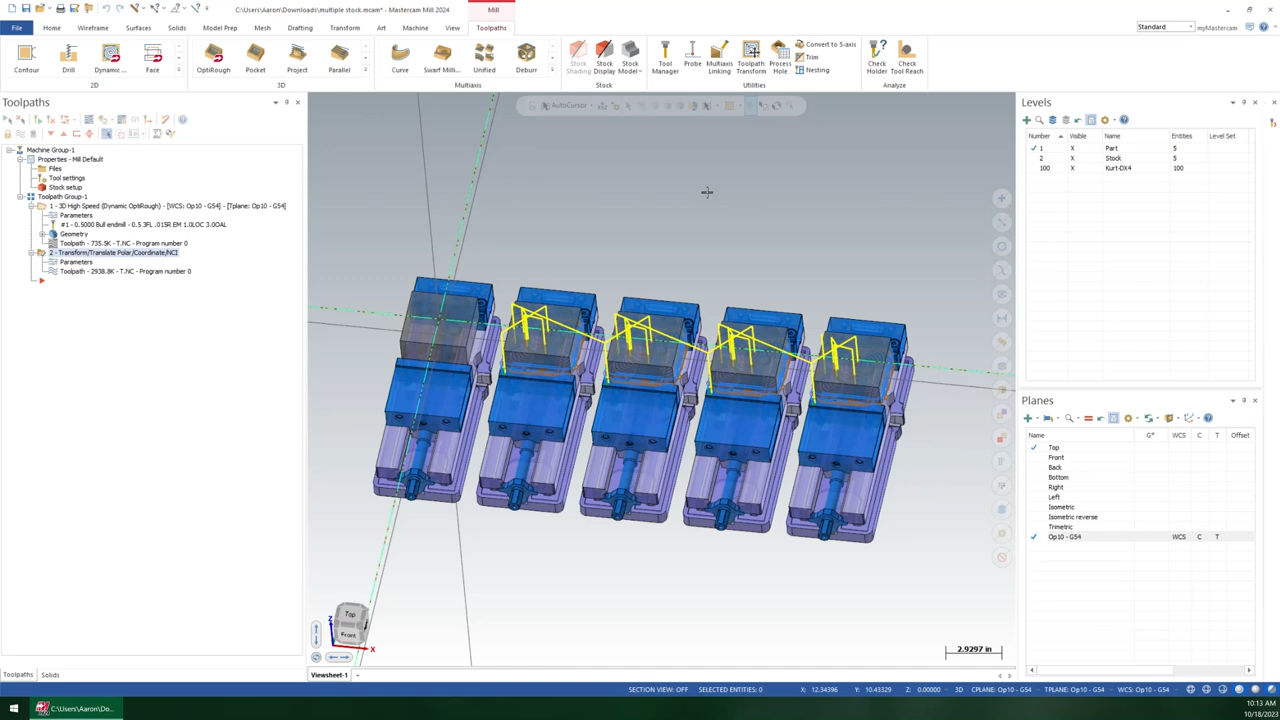 C:\Users\Aaron\Downloads\multiple stock.mcam* - Mastercam Mill 2024
Mill
File Home Wireframe Surfaces Solids Model Prep Mesh Drafting Transform Art Machine View Toolpaths
Standard myMastercam
Contour Drill Dynamic ... Face
2D
OptiRough Pocket Project Parallel
3D
Curve Swarf Milli... Unified Deburr
Multiaxis
Stock Shading Stock Display Stock Model
Stock
Tool Manager Probe Multiaxis Linking Toolpath Transform Process Hole Convert to 5-axis Trim Nesting
Utilities
Check Holder Check Tool Reach
Analyze
Toolpaths
Machine Group-1
Properties - Mill Default
Files
Tool settings
Stock setup
Toolpath Group-1
1 - 3D High Speed (Dynamic OptiRough) - [WCS: Op10 - G54] - [Tplane: Op10 - G54]
Parameters
#1 - 0.5000 Bull endmill - 0.5 3FL .015R EM 1.0LOC 3.0OAL
Geometry
Toolpath - 735.5K - T.NC - Program number 0
2 - Transform/Translate Polar/Coordinate/NCI
Parameters
Toolpath - 2938.8K - T.NC - Program number 0
AutoCursor
Top
Front
Z
X
2.9297 in
Viewsheet-1 +
Levels
Number Visible Name Entities Level Set
1 X Part 5
2 X Stock 5
100 X Kurt-DX4 100
Planes
Name G WCS C T Offset
Top
Front
Back
Bottom
Right
Left
Isometric
Isometric reverse
Trimetric
Op10 - G54 WCS C T
Toolpaths Solids
SECTION VIEW: OFF SELECTED ENTITIES: 0 X: 12.34396 Y: 10.43329 Z: 0.00000 3D CPLANE: Op10 - G54 TPLANE: Op10 - G54 WCS: Op10 - G54
C:\Users\Aaron\Do...
10:13 AM
10/18/2023